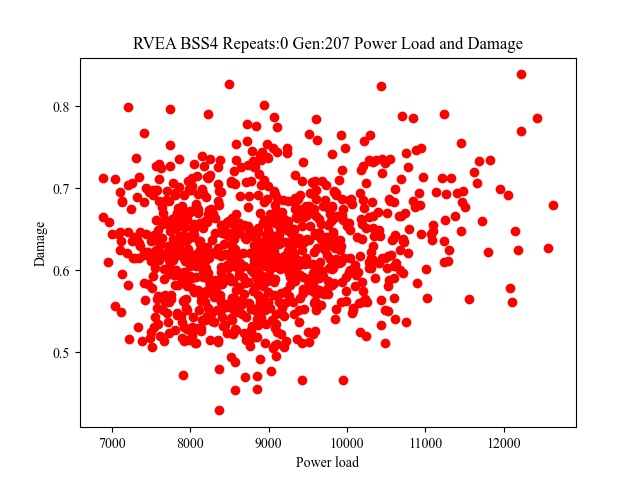 RVEA BSS4 Repeats:0 Gen:207 Power Load and Damage
0.8
0.7
0.6
0.5
Damage
7000 8000 9000 10000 11000 12000
Power load